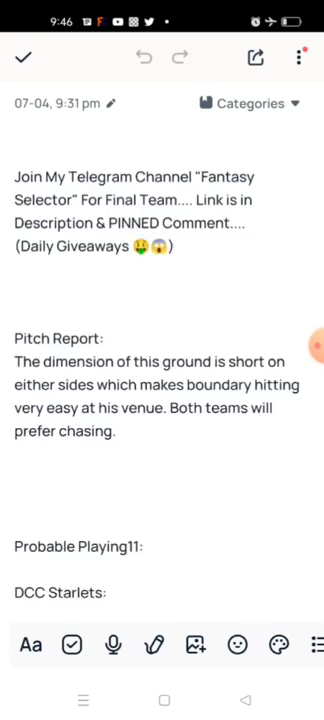 9:46
07-04, 9:31 pm
Categories
Join My Telegram Channel "Fantasy
Selector" For Final Team.... Link is in
Description & PINNED Comment....
(Daily Giveaways 🤑😱)
Pitch Report:
The dimension of this ground is short on
either sides which makes boundary hitting
very easy at his venue. Both teams will
prefer chasing.
Probable Playing11:
DCC Starlets:
Aa